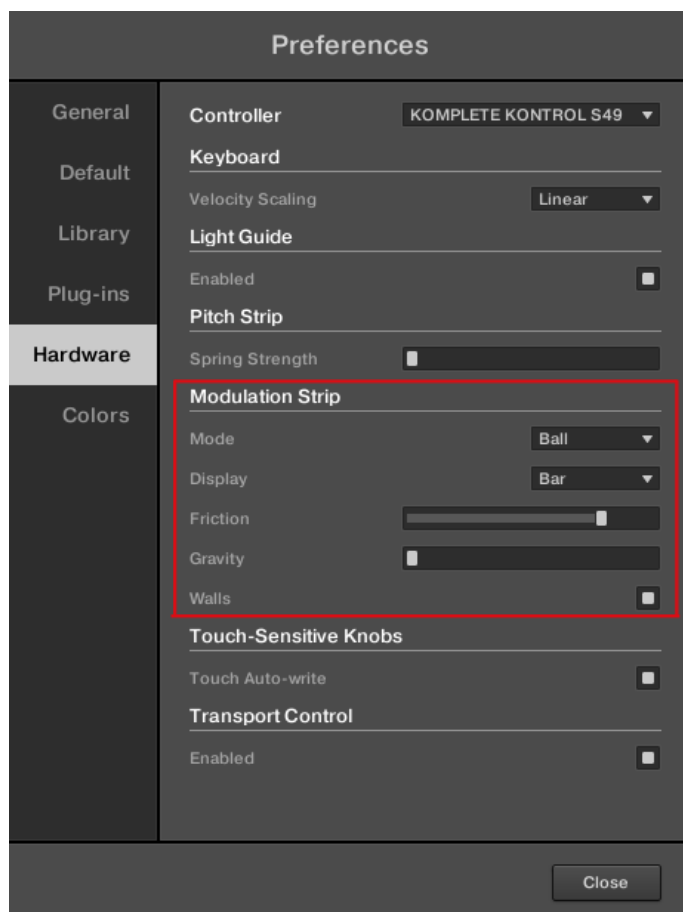 Preferences
General
Default
Library
Plug-ins
Hardware
Colors
Controller KOMPLETE KONTROL S49
Keyboard
Velocity Scaling Linear
Light Guide
Enabled
Pitch Strip
Spring Strength
Modulation Strip
Mode Ball
Display Bar
Friction
Gravity
Walls
Touch-Sensitive Knobs
Touch Auto-write
Transport Control
Enabled
Close